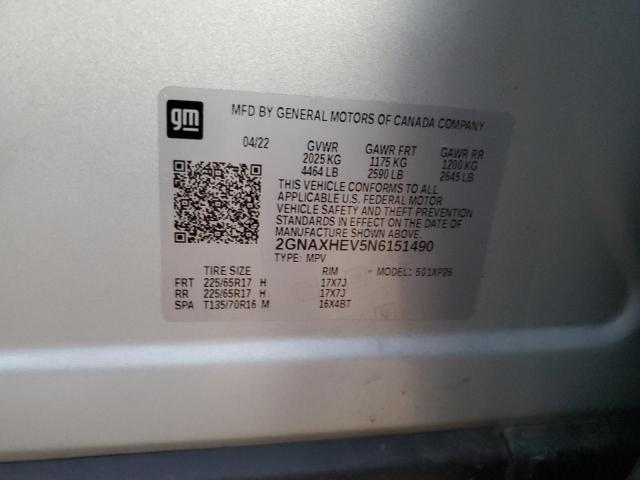 gm
MFD BY GENERAL MOTORS OF CANADA COMPANY
04/22 GVWR GAWR FRT GAWR RR
2025 KG 1175 KG 1200 KG
4464 LB 2590 LB 2645 LB
THIS VEHICLE CONFORMS TO ALL
APPLICABLE U.S. FEDERAL MOTOR
VEHICLE SAFETY AND THEFT PREVENTION
STANDARDS IN EFFECT ON THE DATE OF
MANUFACTURE SHOWN ABOVE.
2GNAXHEV5N6151490
TYPE: MPV MODEL: 501XP26
TIRE SIZE RIM
FRT 225/65R17 H 17X7J
RR 225/65R17 H 17X7J
SPA T135/70R16 M 16X4BT